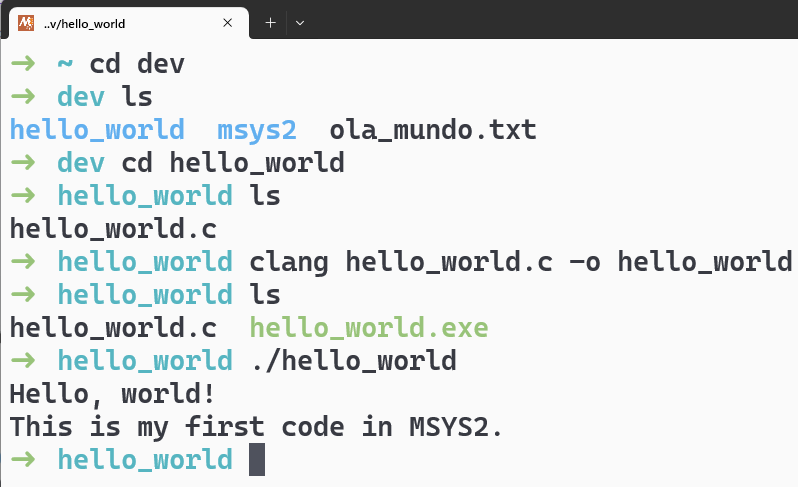 ..v/hello_world
➜ ~ cd dev
➜ dev ls
hello_world msys2 ola_mundo.txt
➜ dev cd hello_world
➜ hello_world ls
hello_world.c
➜ hello_world clang hello_world.c -o hello_world
➜ hello_world ls
hello_world.c hello_world.exe
➜ hello_world ./hello_world
Hello, world!
This is my first code in MSYS2.
➜ hello_world